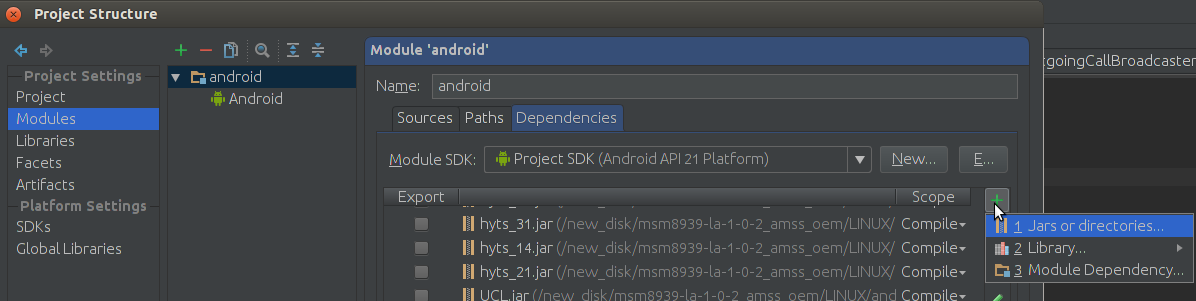 Project Structure
Project Settings
Project
Modules
Libraries
Facets
Artifacts
Platform Settings
SDKs
Global Libraries
android
Android
Module 'android'
Name: android
Sources Paths Dependencies
Module SDK: Project SDK (Android API 21 Platform) New... E...
Export Scope
hyts_31.jar (/new_disk/msm8939-la-1-0-2_amss_oem/LINUX/ Compile
hyts_14.jar (/new_disk/msm8939-la-1-0-2_amss_oem/LINUX/ Compile
hyts_21.jar (/new_disk/msm8939-la-1-0-2_amss_oem/LINUX/ Compile
UCL.jar (/new_disk/msm8939-la-1-0-2_amss_oem/LINUX/and Compile
1 Jars or directories...
2 Library...
3 Module Dependency...
tgoingCallBroadcaster